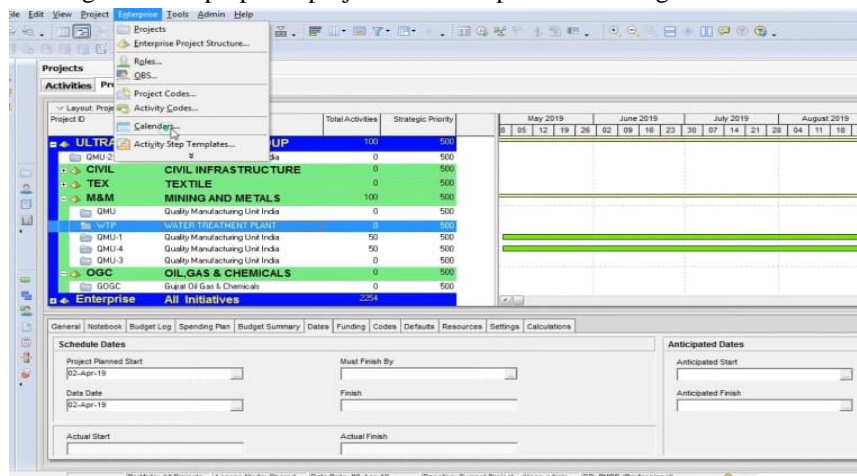 File Edit View Project Enterprise Tools Admin Help
Projects
Enterprise Project Structure...
Roles...
OBS...
Project Codes...
Activity Codes...
Calendars...
Activity Step Templates...
Projects
Activities
Layout: Proje
Project ID Total Activities Strategic Priority May 2019 June 2019 July 2019 August 2019
05 12 19 26 02 09 16 23 30 07 14 21 28 04 11 18
ULTRA UP 100 500
QMU-2 dia 0 500
CIVIL CIVIL INFRASTRUCTURE 0 500
TEX TEXTILE 0 500
M&M MINING AND METALS 100 500
QMU Quality Manufacturing Unit India 0 500
WTP WATER TREATMENT PLANT 0 500
QMU-1 Quality Manufacturing Unit India 50 500
QMU-4 Quality Manufacturing Unit India 50 500
QMU-3 Quality Manufacturing Unit India 0 500
OGC OIL,GAS & CHEMICALS 0 500
GOGC Gujrat Oil Gas & Chemicals 0 500
Enterprise All Initiatives 2254
General Notebook Budget Log Spending Plan Budget Summary Dates Funding Codes Defaults Resources Settings Calculations
Schedule Dates Anticipated Dates
Project Planned Start Must Finish By Anticipated Start
02-Apr-19
Data Date Finish Anticipated Finish
02-Apr-19
Actual Start Actual Finish